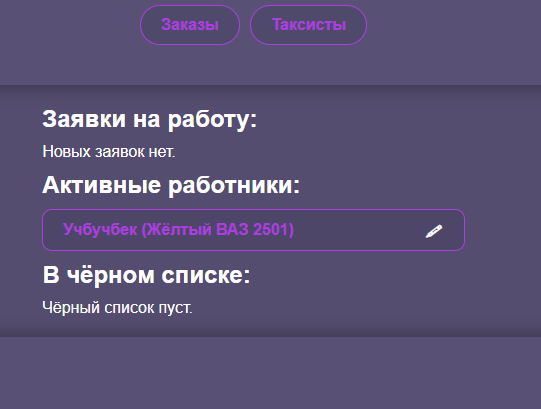 Заказы Таксисты
Заявки на работу:
Новых заявок нет.
Активные работники:
Учбучбек (Жёлтый ВАЗ 2501)
В чёрном списке:
Чёрный список пуст.